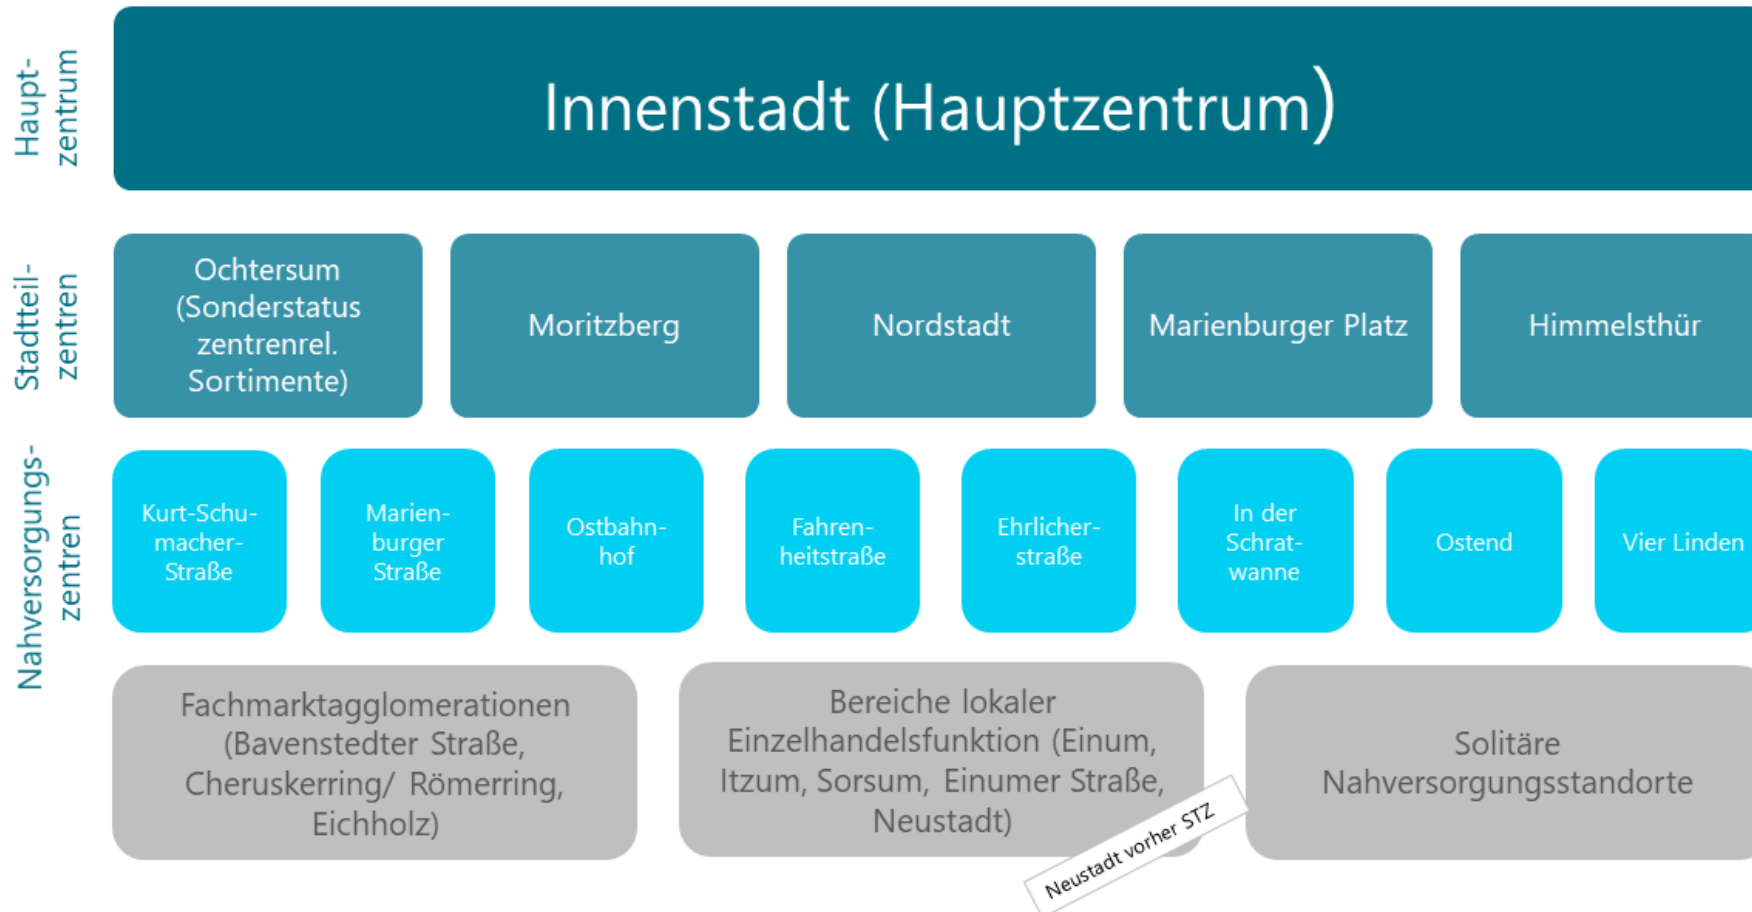 Haupt-
zentrum
Innenstadt (Hauptzentrum)
Stadtteil-
zentren
Ochtersum
(Sonderstatus
zentrenrel.
Sortimente)
Moritzberg
Nordstadt
Marienburger Platz
Himmelsthür
Nahversorgungs-
zentren
Kurt-Schu-
macher-
Straße
Marien-
burger
Straße
Ostbahn-
hof
Fahren-
heitstraße
Ehrlicher-
straße
In der
Schrat-
wanne
Ostend
Vier Linden
Fachmarktagglomerationen
(Bavenstedter Straße,
Cheruskerring/ Römerring,
Eichholz)
Bereiche lokaler
Einzelhandelsfunktion (Einum,
Itzum, Sorsum, Einumer Straße,
Neustadt)
Neustadt vorher STZ
Solitäre
Nahversorgungsstandorte